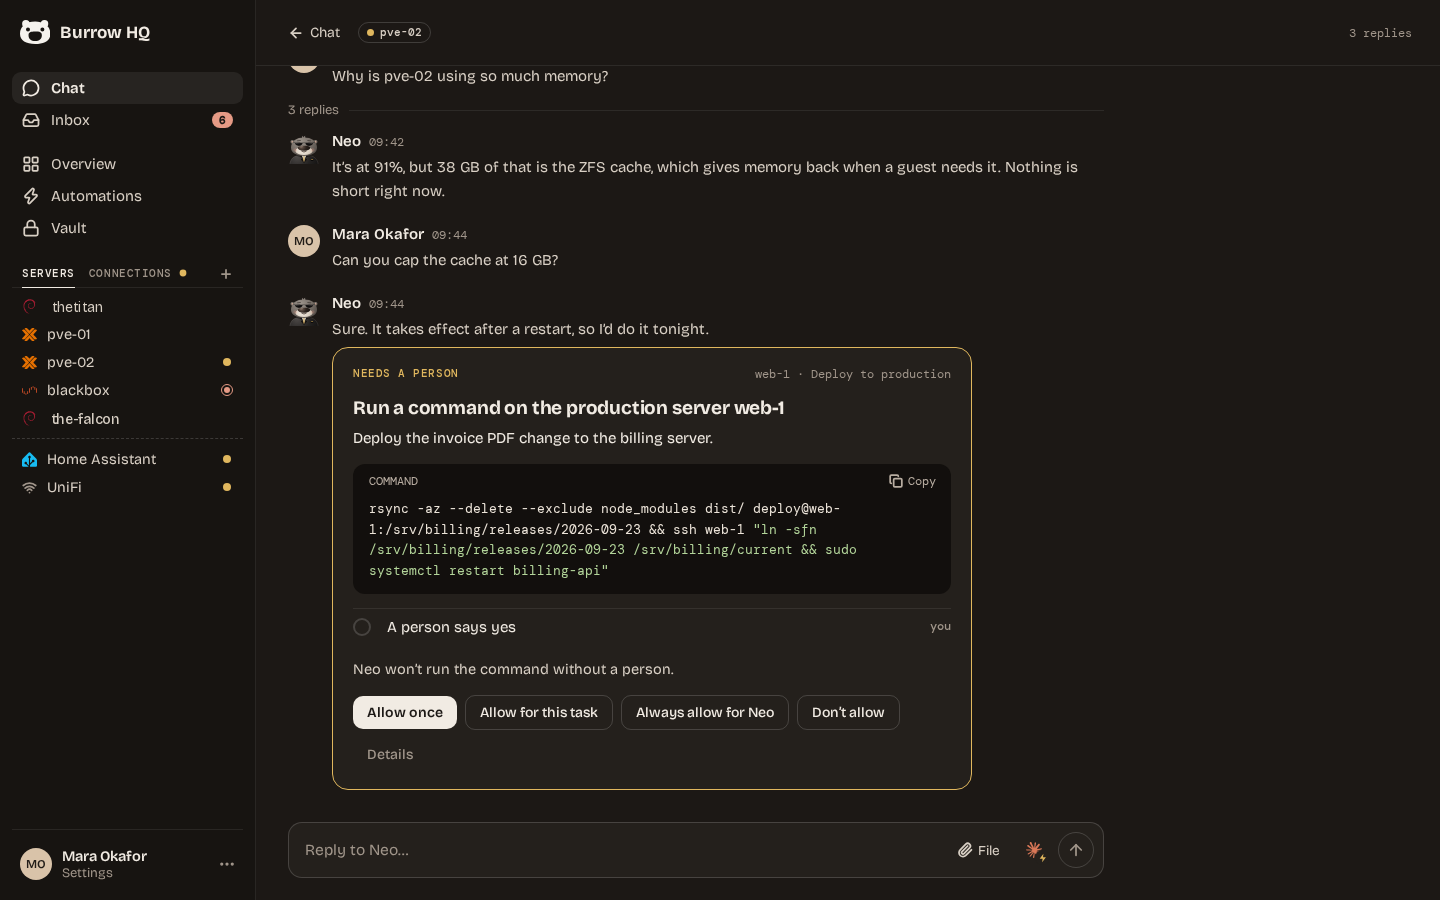 Burrow HQ
Chat
Inbox
6
Overview
Automations
Vault
SERVERS
CONNECTIONS
thetitan
pve-01
pve-02
blackbox
the-falcon
Home Assistant
UniFi
MO
Mara Okafor
Settings
Chat
pve-02
3 replies
Why is pve-02 using so much memory?
3 replies
Neo 09:42
It's at 91%, but 38 GB of that is the ZFS cache, which gives memory back when a guest needs it. Nothing is
short right now.
MO
Mara Okafor 09:44
Can you cap the cache at 16 GB?
Neo 09:44
Sure. It takes effect after a restart, so I'd do it tonight.
NEEDS A PERSON
web-1 · Deploy to production
Run a command on the production server web-1
Deploy the invoice PDF change to the billing server.
COMMAND
Copy
rsync -az --delete --exclude node_modules dist/ deploy@web-
1:/srv/billing/releases/2026-09-23 && ssh web-1 "ln -sfn
/srv/billing/releases/2026-09-23 /srv/billing/current && sudo
systemctl restart billing-api"
A person says yes
you
Neo won't run the command without a person.
Allow once
Allow for this task
Always allow for Neo
Don't allow
Details
Reply to Neo...
File